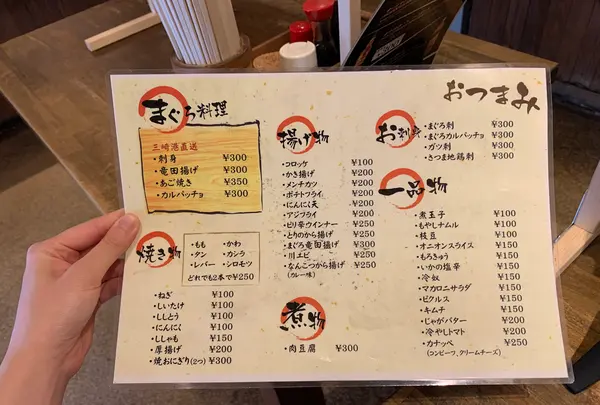 おつまみ
まぐろ料理
三崎港直送
・刺身 ¥300
・竜田揚げ ¥300
・あご焼き ¥350
・カルパッチョ ¥300
焼き物
・もも ・かわ
・タン ・カシラ
・レバー ・シロモツ
どれでも2本で¥250
・ねぎ ¥100
・しいたけ ¥100
・ししとう ¥100
・にんにく ¥100
・ししゃも ¥150
・厚揚げ ¥200
・焼おにぎり(2つ) ¥300
揚げ物
・コロッケ ¥100
・かき揚げ ¥200
・メンチカツ ¥200
・ポテトフライ ¥200
・にんにく天 ¥200
・アジフライ ¥200
・ピリ辛ウインナー ¥250
・とりのから揚げ ¥250
・まぐろ竜田揚げ ¥300
・川エビ ¥250
・なんこつから揚げ ¥250
(カレー味)
煮物
・肉豆腐 ¥300
お刺身
・まぐろ刺 ¥300
・まぐろカルパッチョ ¥300
・ガツ刺 ¥300
・さつま地鶏刺 ¥300
一品物
・煮玉子 ¥100
・もやしナムル ¥100
・枝豆 ¥100
・オニオンスライス ¥150
・もろきゅう ¥150
・いかの塩辛 ¥150
・冷奴 ¥150
・マカロニサラダ ¥150
・ピクルス ¥150
・キムチ ¥150
・じゃがバター ¥200
・冷やしトマト ¥200
・カナッペ ¥200
(コンビーフ、クリームチーズ)